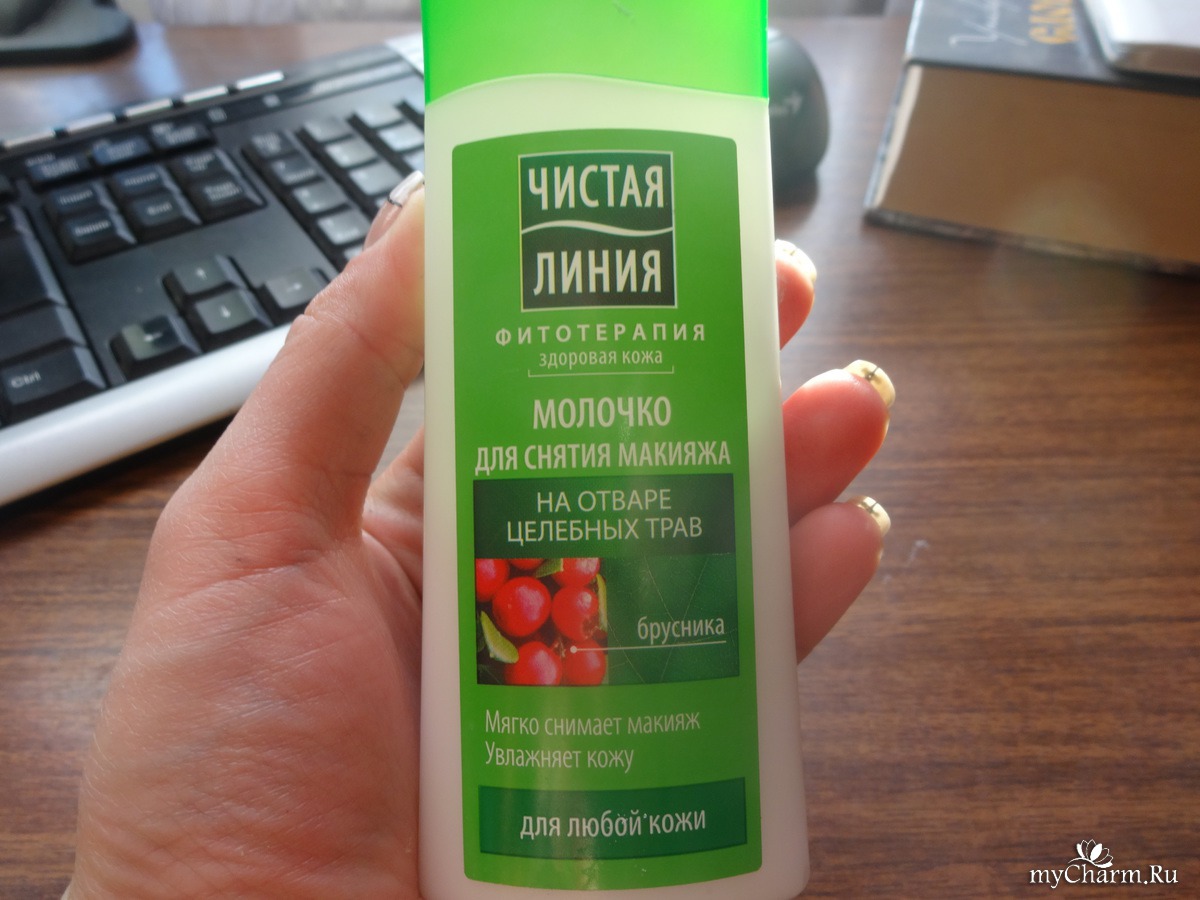 ЧИСТАЯ
ЛИНИЯ
ФИТОТЕРАПИЯ
здоровая кожа
МОЛОЧКО
ДЛЯ СНЯТИЯ МАКИЯЖА
НА ОТВАРЕ
ЦЕЛЕБНЫХ ТРАВ
брусника
Мягко снимает макияж
Увлажняет кожу
для любой кожи
Ctrl
myCharm.Ru